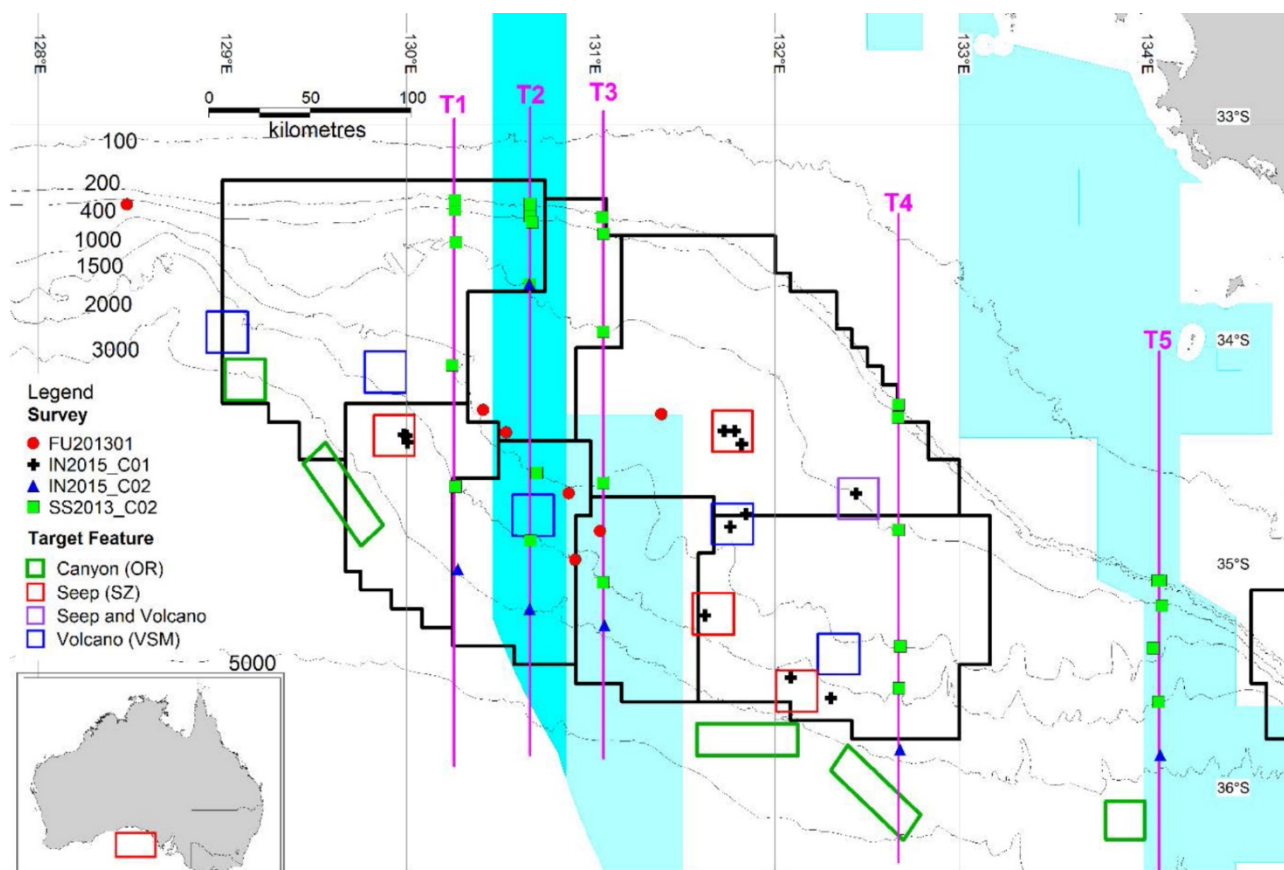 128°E
129°E
130°E
131°E
132°E
133°E
134°E
0 50 100
kilometres
T1
T2
T3
T4
T5
33°S
34°S
35°S
36°S
100
200
400
1000
1500
2000
3000
5000
Legend
Survey
FU201301
IN2015_C01
IN2015_C02
SS2013_C02
Target Feature
Canyon (OR)
Seep (SZ)
Seep and Volcano
Volcano (VSM)